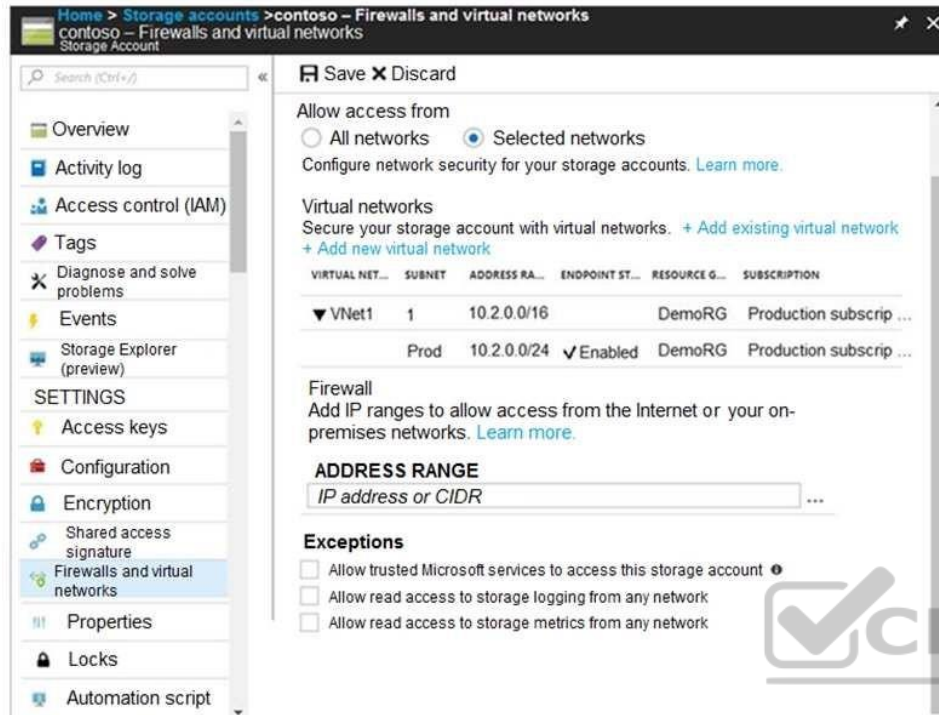 Home > Storage accounts >contoso – Firewalls and virtual networks
contoso – Firewalls and virtual networks
Storage Account
Search (Ctrl+/)
«
Overview
Activity log
Access control (IAM)
Tags
Diagnose and solve
problems
Events
Storage Explorer
(preview)
SETTINGS
Access keys
Configuration
Encryption
Shared access
signature
Firewalls and virtual
networks
Properties
Locks
Automation script
Save Discard
Allow access from
All networks Selected networks
Configure network security for your storage accounts. Learn more.
Virtual networks
Secure your storage account with virtual networks. + Add existing virtual network
+ Add new virtual network
VIRTUAL NET... SUBNET ADDRESS RA... ENDPOINT ST... RESOURCE G... SUBSCRIPTION
VNet1 1 10.2.0.0/16 DemoRG Production subscrip ...
Prod 10.2.0.0/24 Enabled DemoRG Production subscrip ...
Firewall
Add IP ranges to allow access from the Internet or your on-
premises networks. Learn more.
ADDRESS RANGE
IP address or CIDR ...
Exceptions
Allow trusted Microsoft services to access this storage account
Allow read access to storage logging from any network
Allow read access to storage metrics from any network